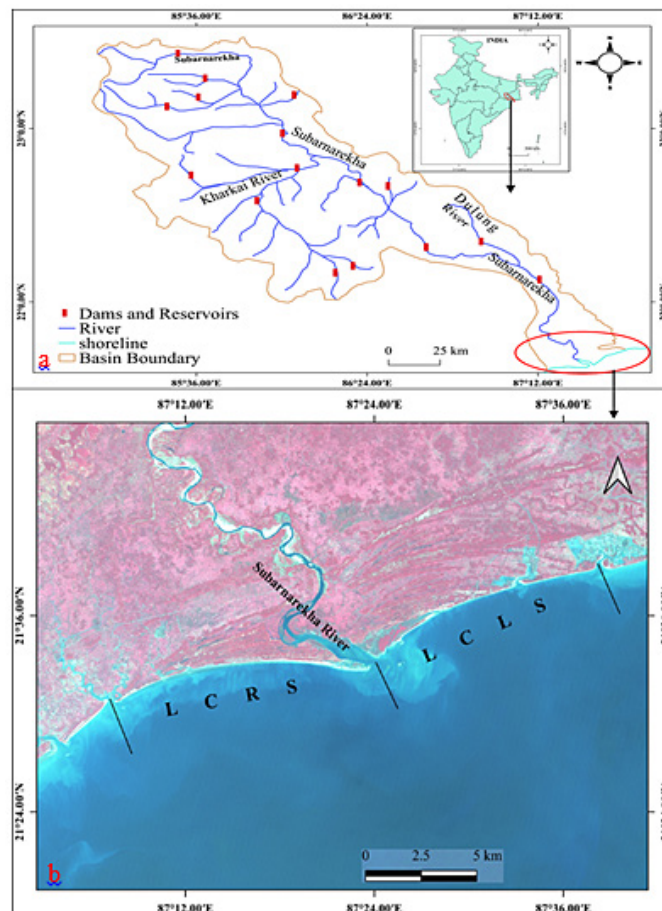 85°36.00'E 86°24.00'E 87°12.00'E
INDIA
N
W E
S
Subarnarekha
23°0.00'N
Subarnarekha
Kharkai River
Dulung
River
Subarnarekha
22°0.00'N
Dams and Reservoirs
River
shoreline
Basin Boundary
0 25 km
a
85°36.00'E 86°24.00'E 87°12.00'E
87°12.00'E 87°24.00'E 87°36.00'E
Subarnarekha River
21°36.00'N
L C L S
L C R S
21°24.00'N
0 2.5 5 km
b
87°12.00'E 87°24.00'E 87°36.00'E